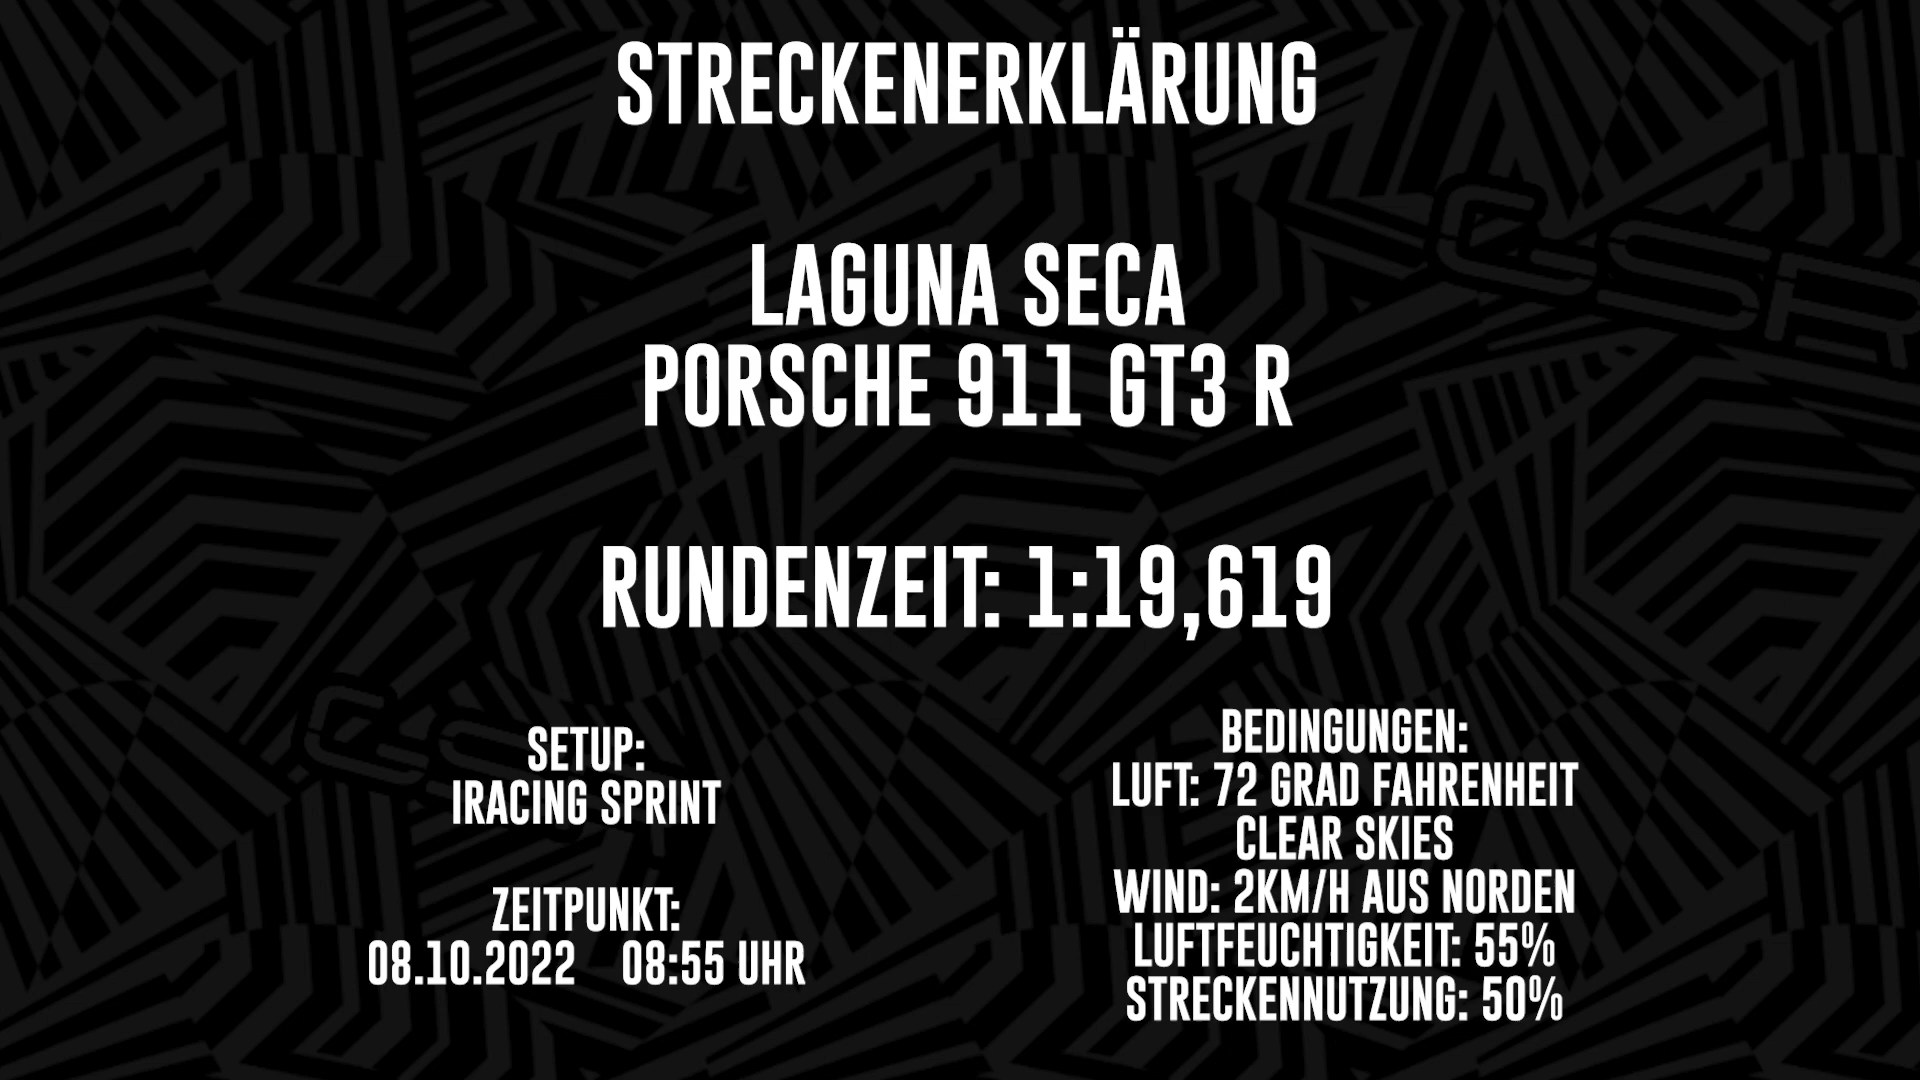 STRECKENERKLÄRUNG
LAGUNA SECA
PORSCHE 911 GT3 R
RUNDENZEIT: 1:19,619
SETUP:
IRACING SPRINT
ZEITPUNKT:
08.10.2022 08:55 UHR
BEDINGUNGEN:
LUFT: 72 GRAD FAHRENHEIT
CLEAR SKIES
WIND: 2KM/H AUS NORDEN
LUFTFEUCHTIGKEIT: 55%
STRECKENNUTZUNG: 50%
GSR